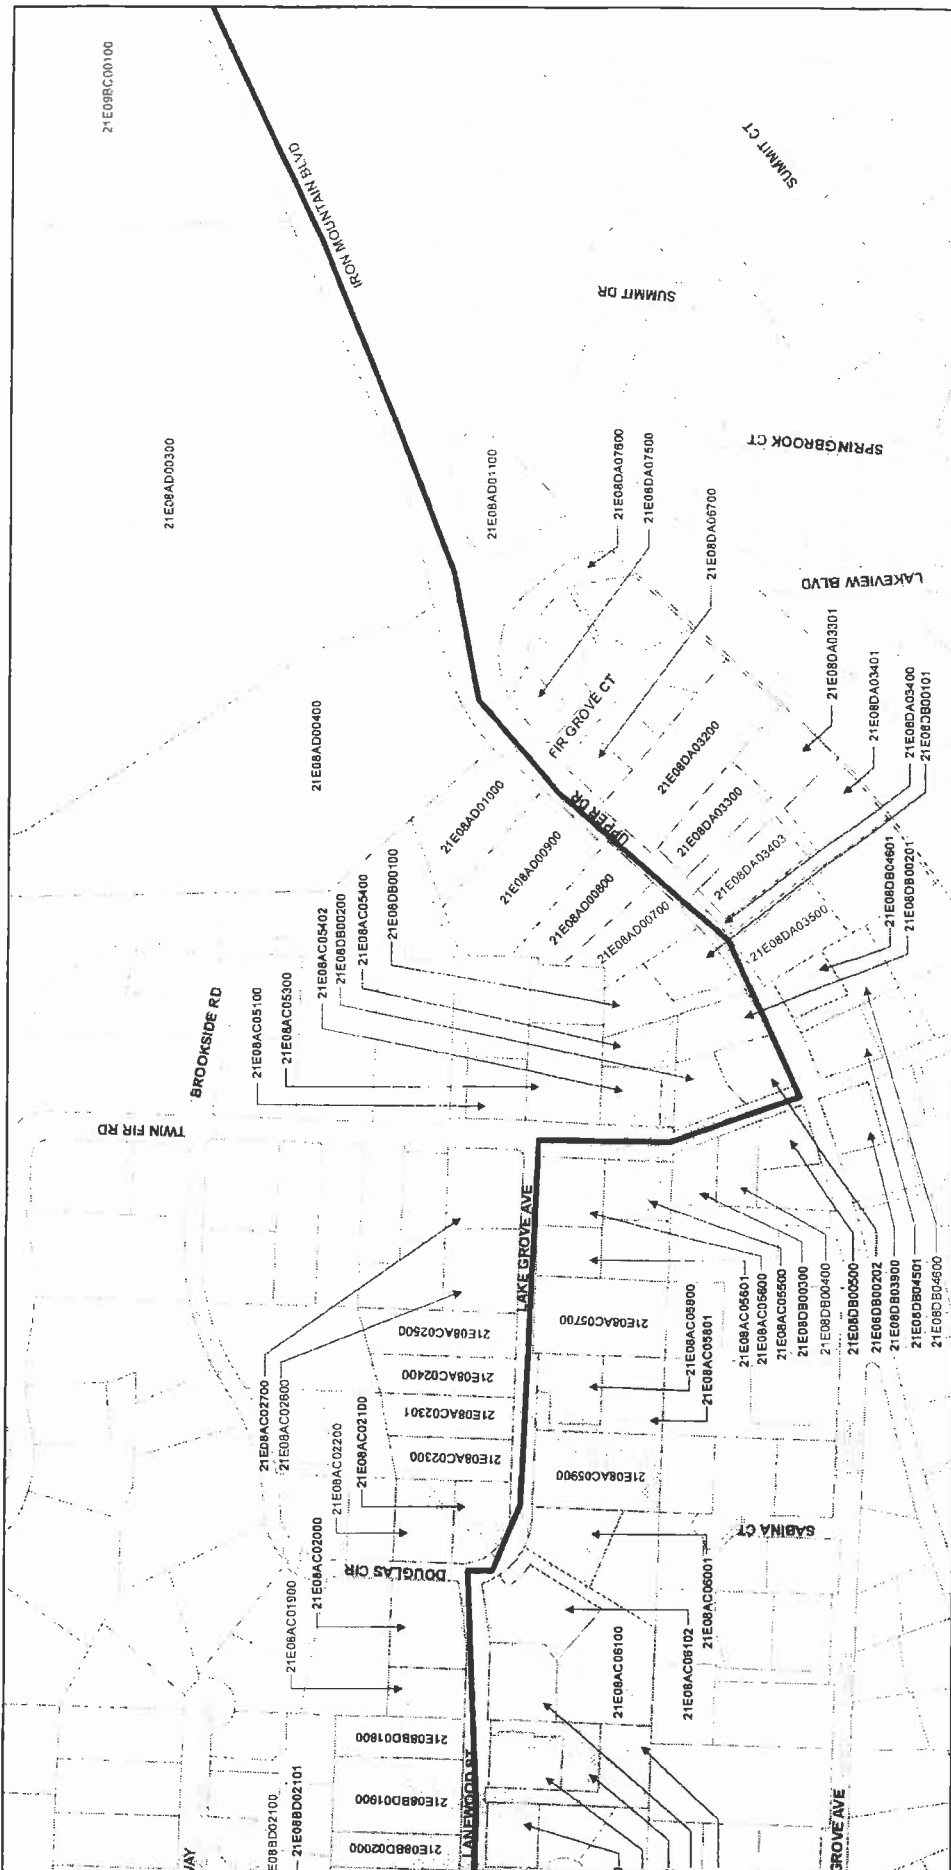 21E09BC00100
IRON MOUNTAIN BLVD
SUMMIT CT
SUMMIT DR
21E08AD00300
21E08AD01100
SPRINGBROOK CT
21E08DA07600
21E08DA07500
21E08DA06700
LAKEVIEW BLVD
21E08AD00400
FIR GROVE CT
21E08DA03301
21E08DA03401
21E08DA03400
21E08DB00101
21E08DA03200
21E08AD01000
UPPER DR
21E08DA03300
21E08AD00900
21E08DA03403
21E08AD00800
21E08AD00700
21E08DA03500
21E08DB04601
21E08DB00201
21E08DB00100
21E08AC05400
21E08DB00200
21E08AC05402
21E08AC05300
21E08AC05100
BROOKSIDE RD
TWIN FIR RD
LAKE GROVE AVE
21E08AC02700
21E08AC02600
21E08AC02500
21E08AC02400
21E08AC02301
21E08AC02300
21E08AC05700
21E08AC05800
21E08AC05801
21E08AC05900
21E08AC05601
21E08AC05600
21E08AC05500
21E08DB00300
21E08DB00400
21E08DB00500
21E08DB00202
21E08DB03900
21E08DB04501
21E08DB04600
21E08AC02100
21E08AC02200
21E08AC02000
21E08AC01900
DOUGLAS CIR
SABINA CT
21E08AC06001
21E08AC06102
21E08AC06100
21E08BD01800
21E08BD01900
21E08BD02000
21E08BD02101
E08BD02100
LANEWOOD ST
WAY
GROVE AVE